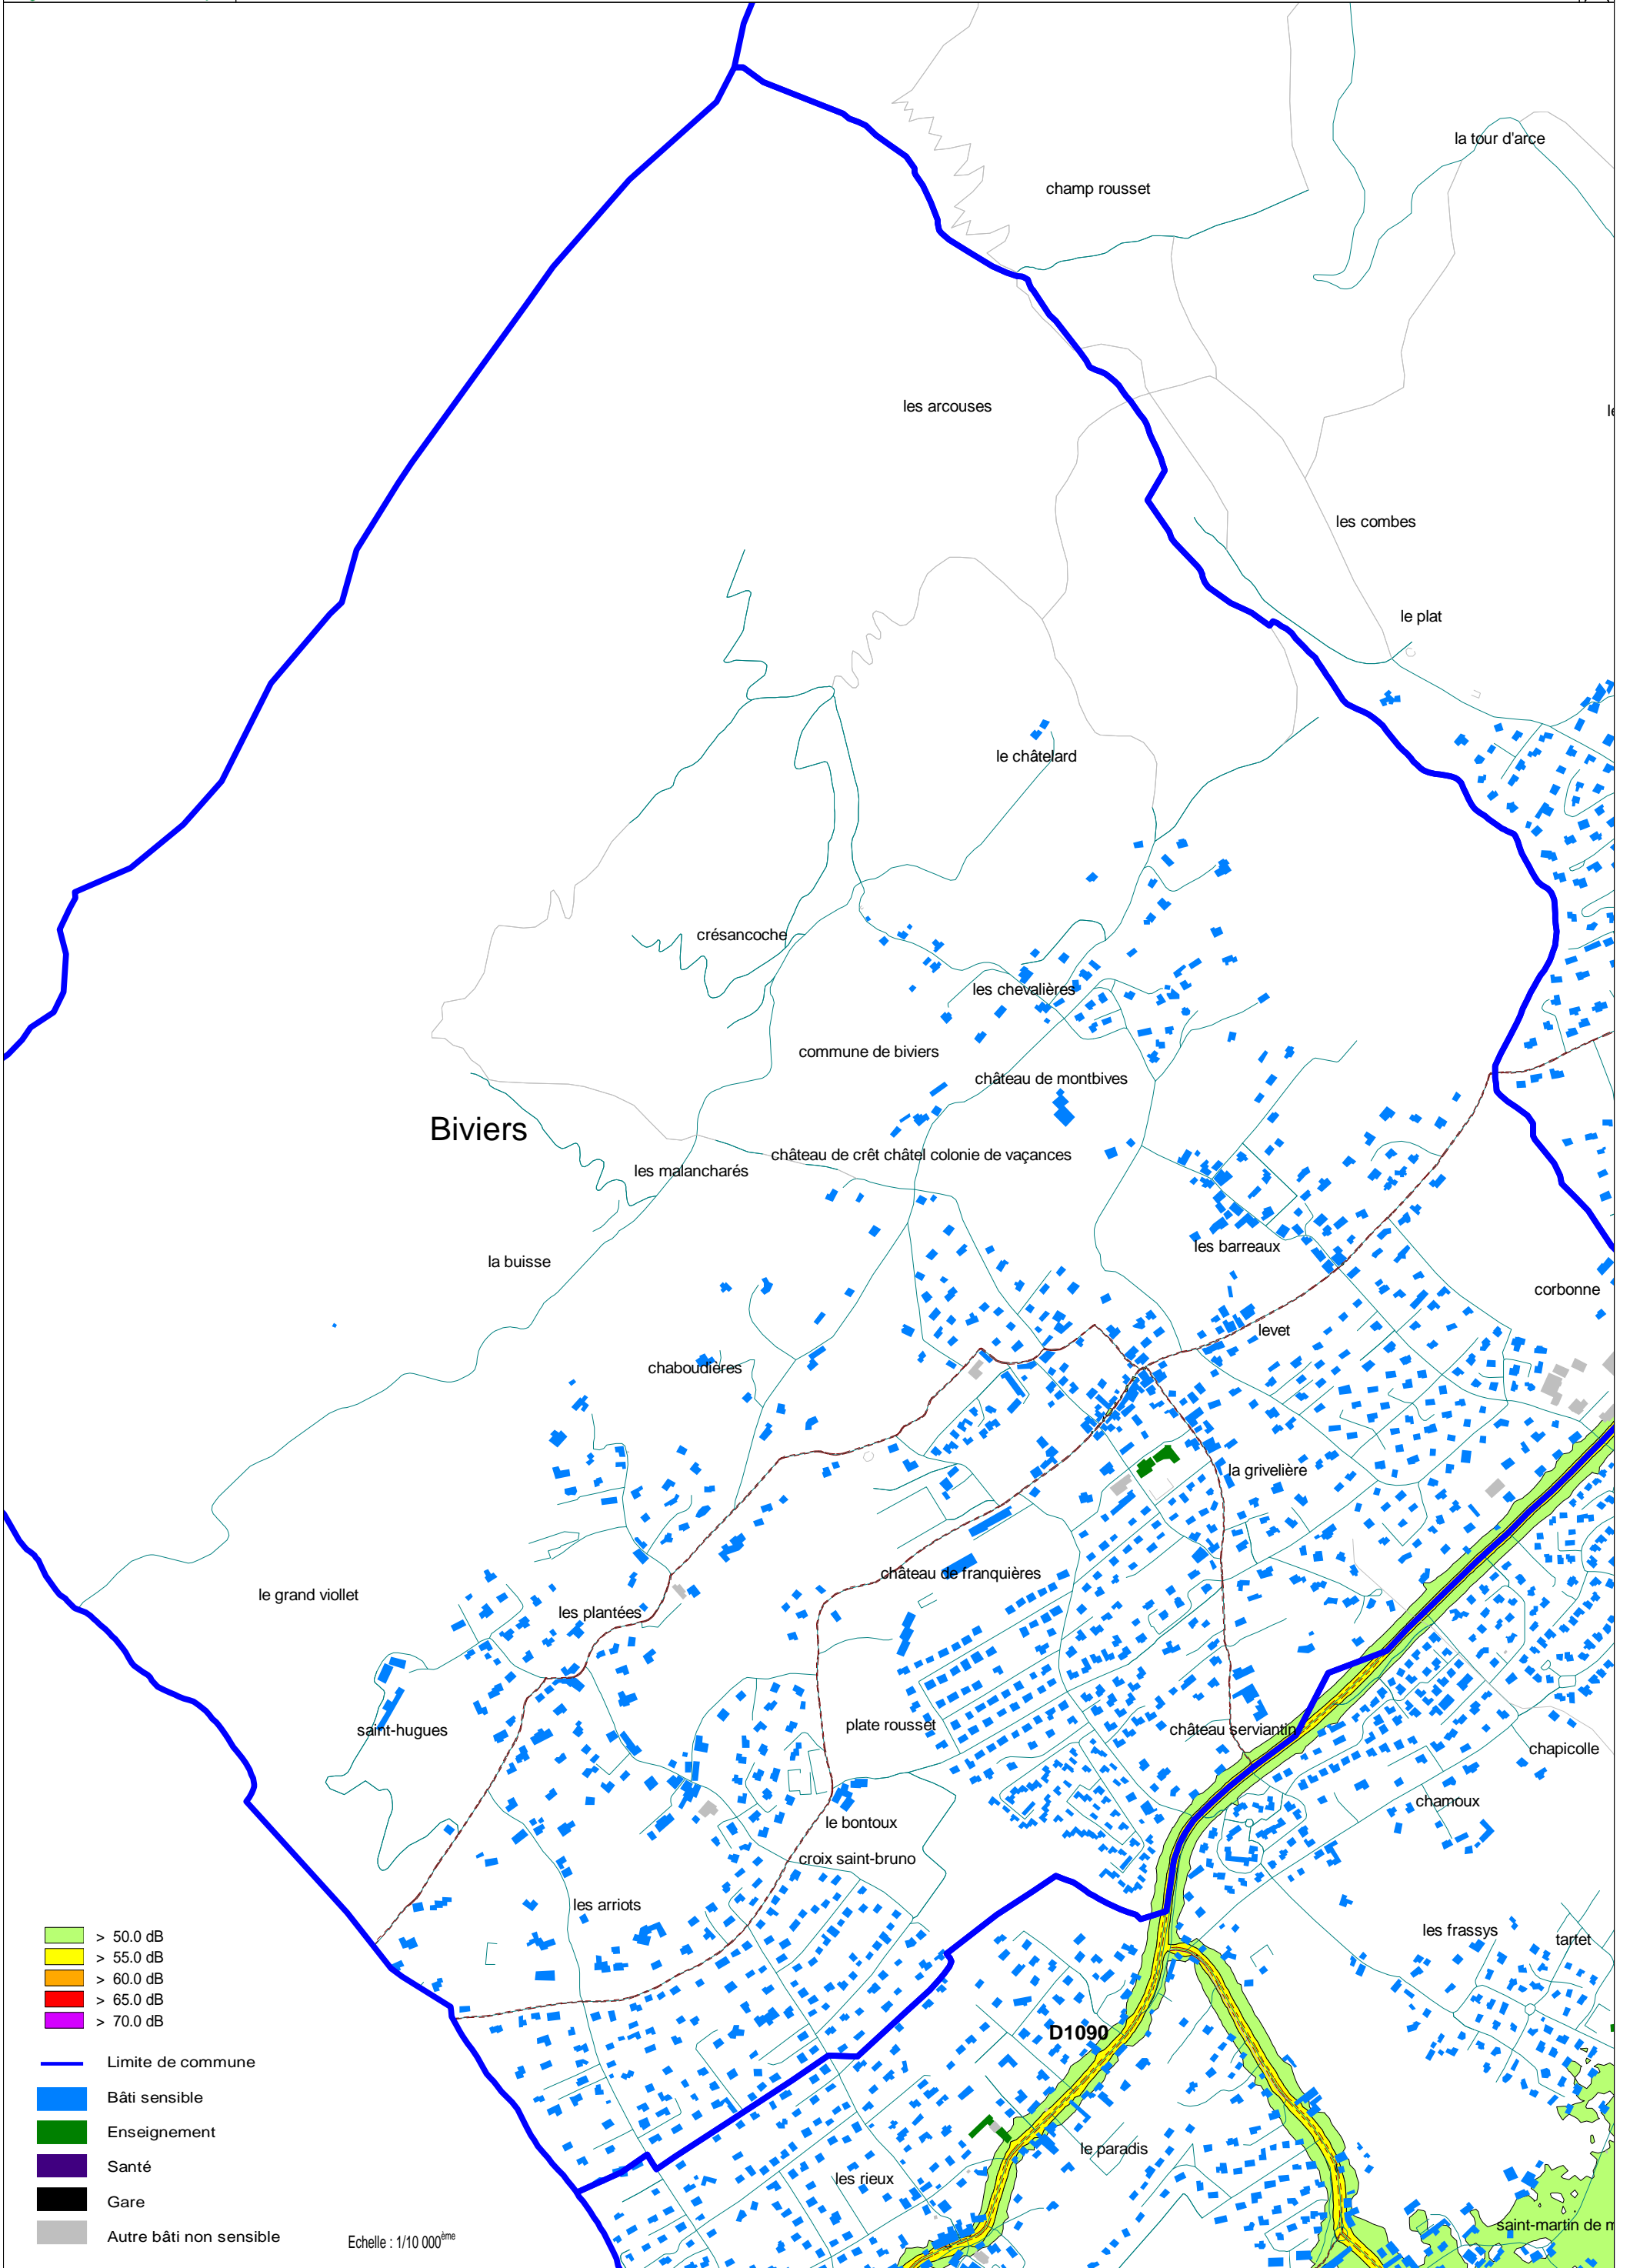 la tour d'arce
champ rousset
les arcouses
les combes
le plat
le châtelard
crésancoche
les chevalières
commune de biviers
château de montbives
Biviers
château de crêt châtel colonie de vaçances
les malancharés
les barreaux
la buisse
corbonne
levet
chaboudières
la grivelière
château de franquières
le grand viollet
les plantées
plate rousset
château serviantin
saint-hugues
chapicolle
chamoux
le bontoux
croix saint-bruno
les arriots
les frassys
tartet
D1090
le paradis
les rieux
saint-martin de m
> 50.0 dB
> 55.0 dB
> 60.0 dB
> 65.0 dB
> 70.0 dB
Limite de commune
Bâti sensible
Enseignement
Santé
Gare
Autre bâti non sensible
Echelle : 1/10 000ème